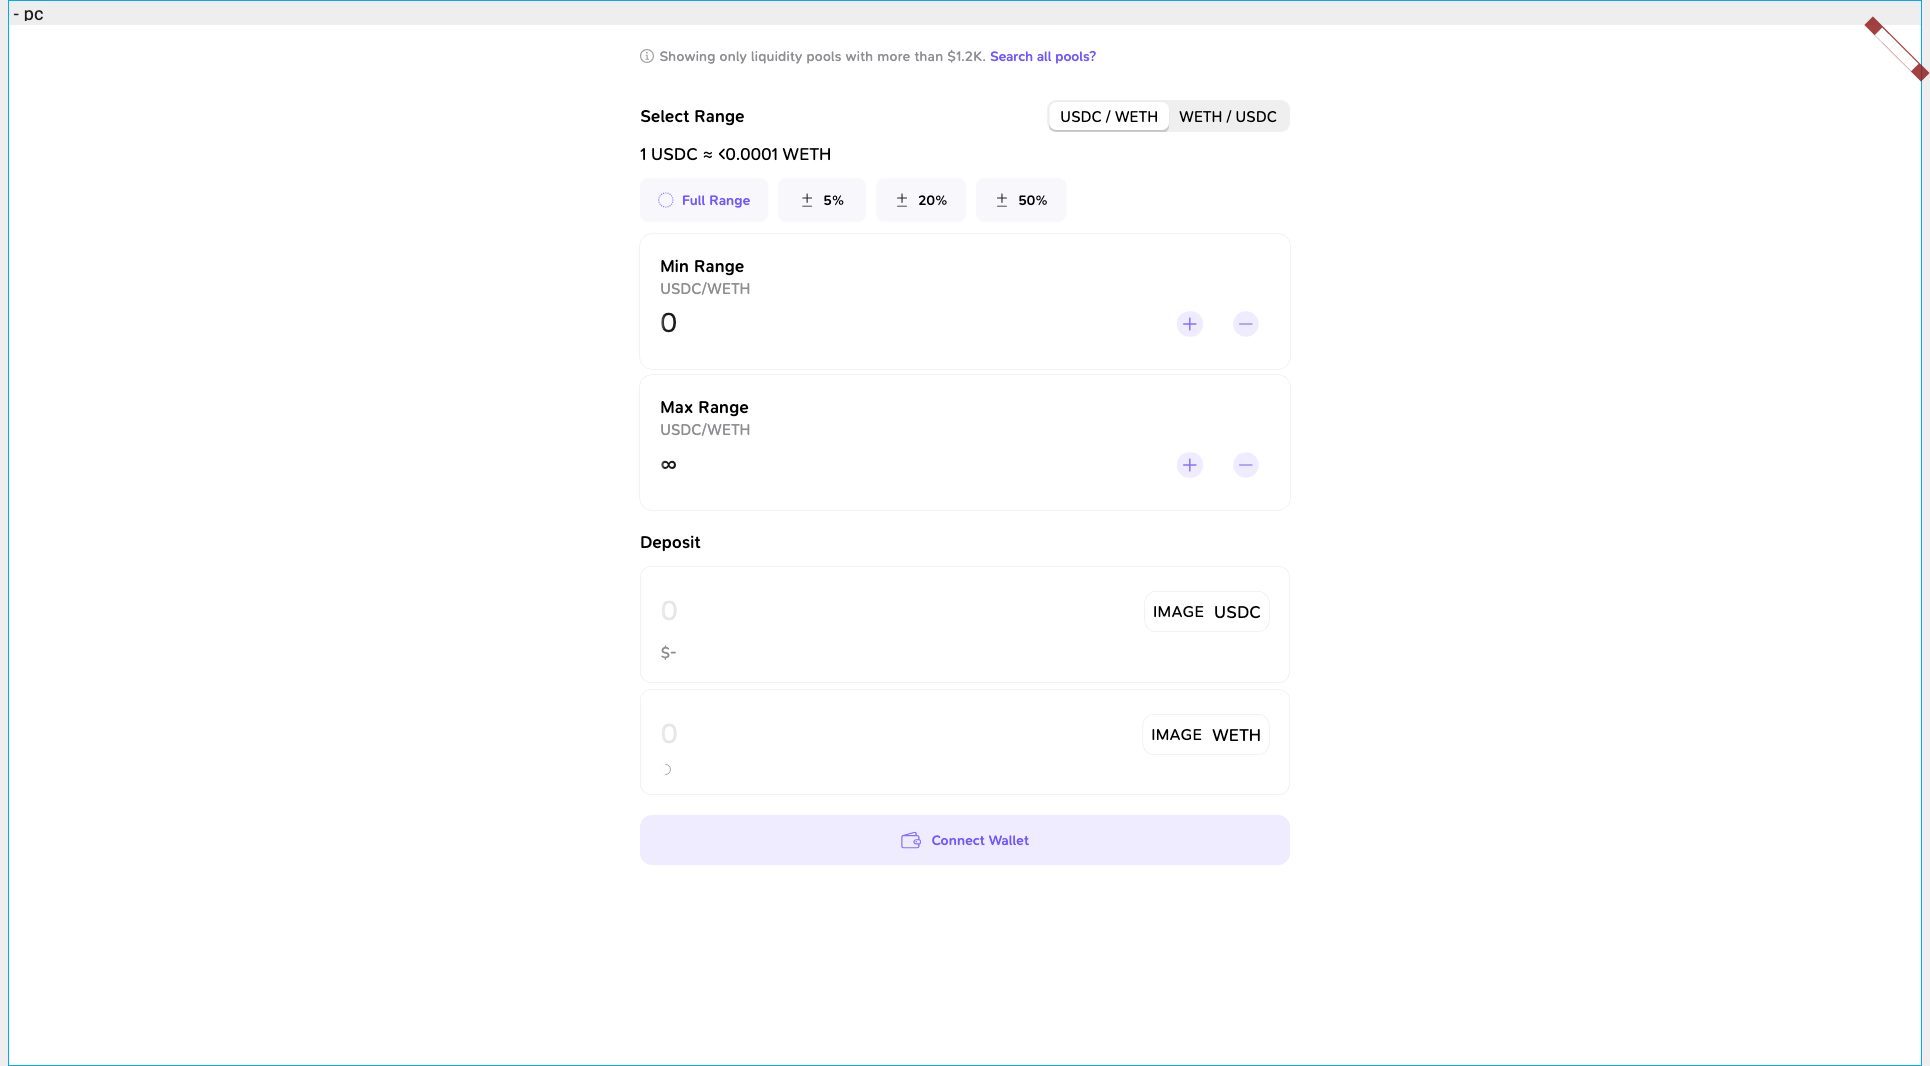 - pc
Showing only liquidity pools with more than $1.2K. Search all pools?
Select Range
USDC / WETH WETH / USDC
1 USDC ≈ <0.0001 WETH
Full Range ± 5% ± 20% ± 50%
Min Range
USDC/WETH
0
Max Range
USDC/WETH
∞
Deposit
0 IMAGE USDC
$-
0 IMAGE WETH
Connect Wallet